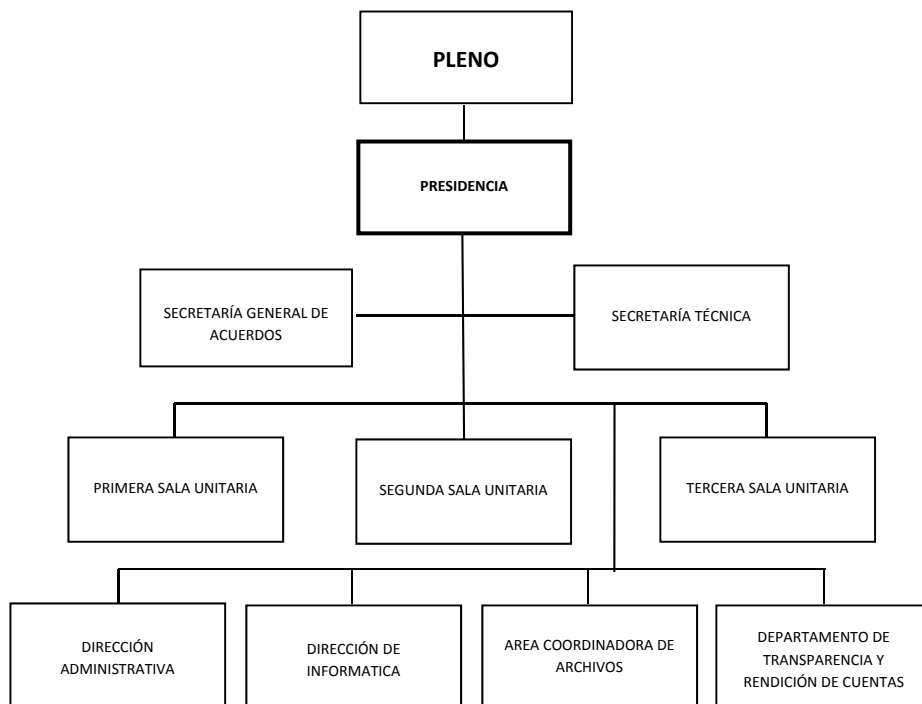 PLENO
PRESIDENCIA
SECRETARÍA GENERAL DE
ACUERDOS
SECRETARÍA TÉCNICA
PRIMERA SALA UNITARIA
SEGUNDA SALA UNITARIA
TERCERA SALA UNITARIA
DIRECCIÓN
ADMINISTRATIVA
DIRECCIÓN DE
INFORMATICA
AREA COORDINADORA DE
ARCHIVOS
DEPARTAMENTO DE
TRANSPARENCIA Y
RENDICIÓN DE CUENTAS